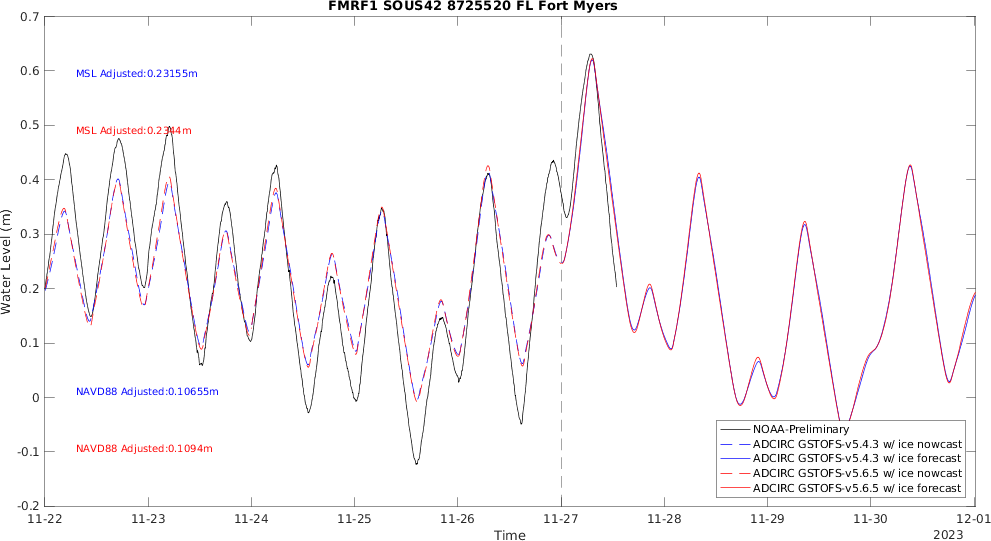 FMRF1 SOUS42 8725520 FL Fort Myers
0.7
0.6
0.5
0.4
0.3
0.2
0.1
0
-0.1
-0.2
Water Level (m)
MSL Adjusted:0.23155m
MSL Adjusted:0.2344m
NAVD88 Adjusted:0.10655m
NAVD88 Adjusted:0.1094m
NOAA-Preliminary
ADCIRC GSTOFS-v5.4.3 w/ ice nowcast
ADCIRC GSTOFS-v5.4.3 w/ ice forecast
ADCIRC GSTOFS-v5.6.5 w/ ice nowcast
ADCIRC GSTOFS-v5.6.5 w/ ice forecast
11-22 11-23 11-24 11-25 11-26 11-27 11-28 11-29 11-30 12-01
Time
2023